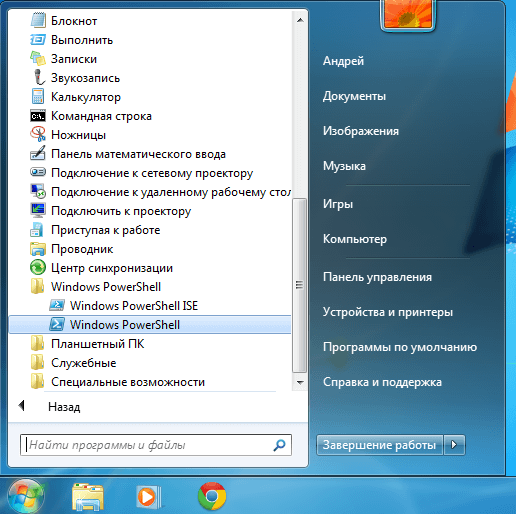 Блокнот
Выполнить
Записки
Звукозапись
Калькулятор
Командная строка
Ножницы
Панель математического ввода
Подключение к сетевому проектору
Подключение к удаленному рабочему стол
Подключить к проектору
Приступая к работе
Проводник
Центр синхронизации
Windows PowerShell
Windows PowerShell ISE
Windows PowerShell
Планшетный ПК
Служебные
Специальные возможности
Назад
Найти программы и файлы
Андрей
Документы
Изображения
Музыка
Игры
Компьютер
Панель управления
Устройства и принтеры
Программы по умолчанию
Справка и поддержка
Завершение работы